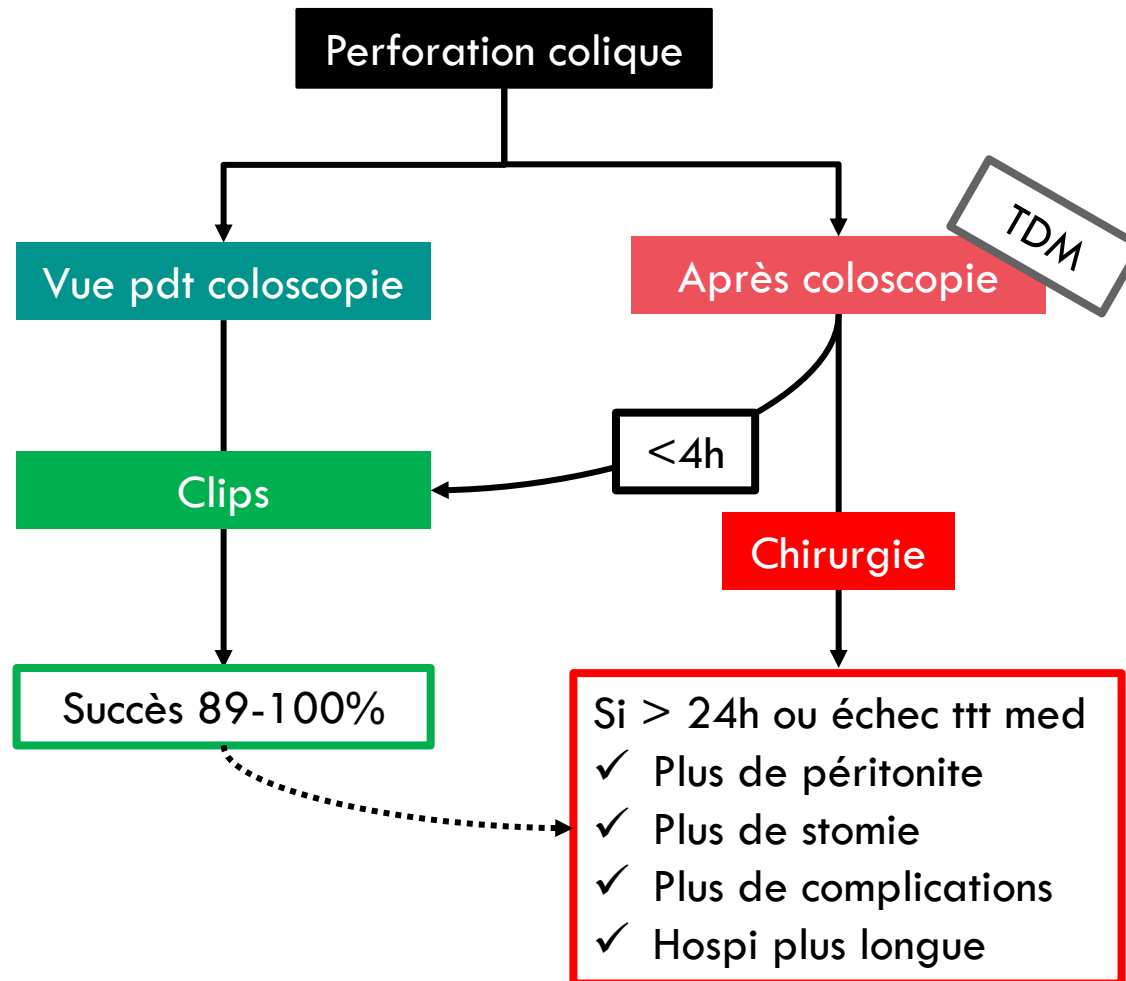 Perforation colique
TDM
Vue pdt coloscopie
Après coloscopie
<4h
Clips
Chirurgie
Succès 89-100%
Si > 24h ou échec ttt med
✓ Plus de péritonite
✓ Plus de stomie
✓ Plus de complications
✓ Hospi plus longue